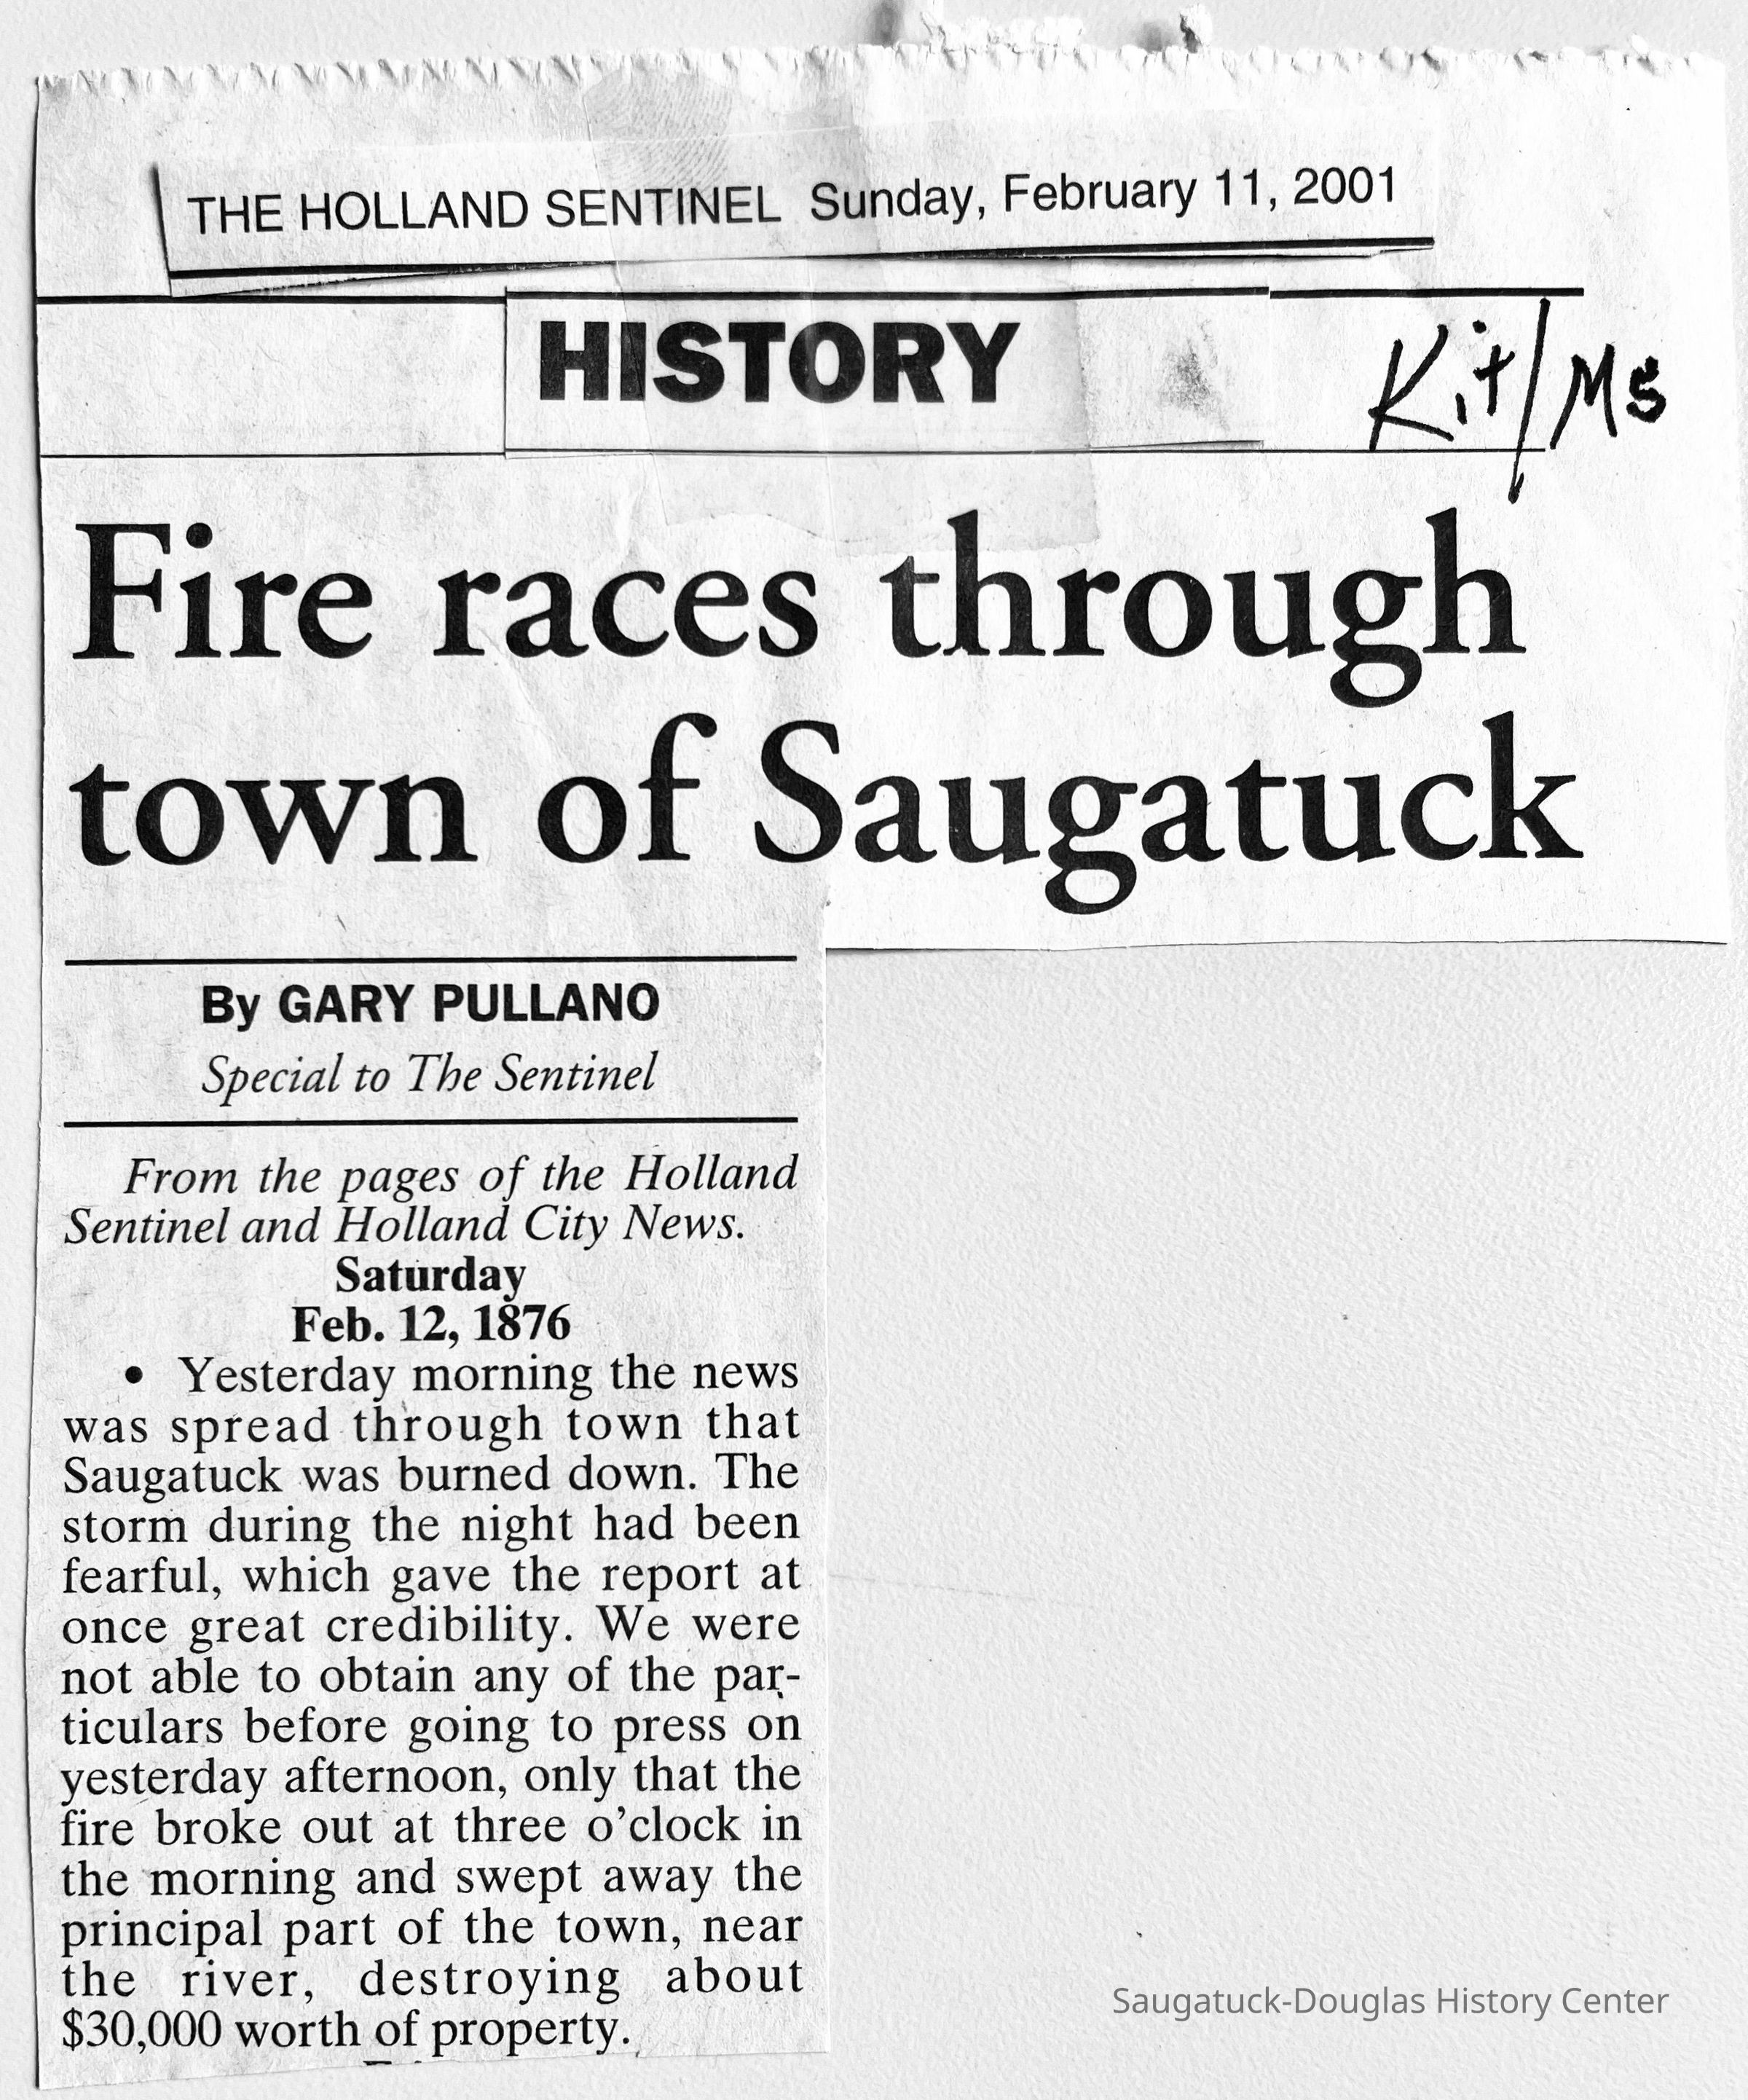 THE HOLLAND SENTINEL Sunday, February 11, 2001
HISTORY
Kit/Ms
Fire races through
town of Saugatuck
By GARY PULLANO
Special to The Sentinel
From the pages of the Holland
Sentinel and Holland City News.
Saturday
Feb. 12, 1876
• Yesterday morning the news
was spread through town that
Saugatuck was burned down. The
storm during the night had been
fearful, which gave the report at
once great credibility. We were
not able to obtain any of the par-
ticulars before going to press on
yesterday afternoon, only that the
fire broke out at three o'clock in
the morning and swept away the
principal part of the town, near
the river, destroying about
$30,000 worth of property.
Saugatuck-Douglas History Center